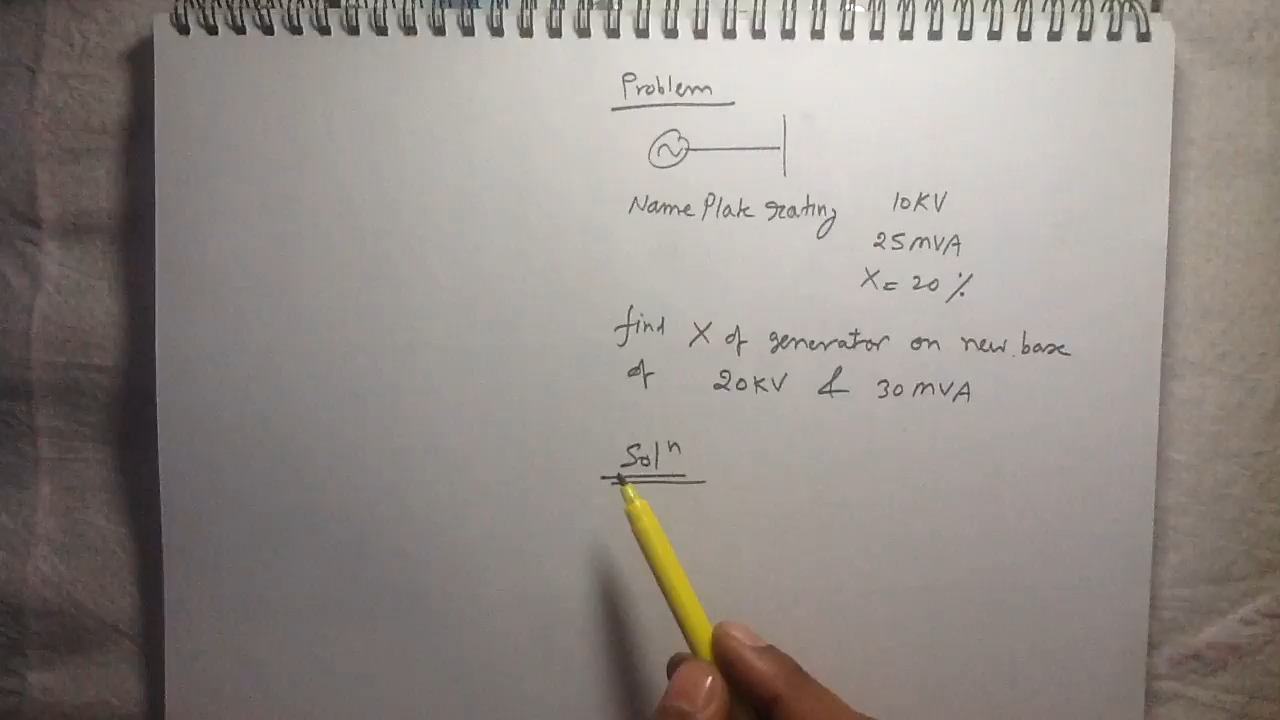 Problem
Name Plate rating 10KV
25MVA
X = 20%
find X of generator on new base
of 20KV & 30MVA
Solⁿ